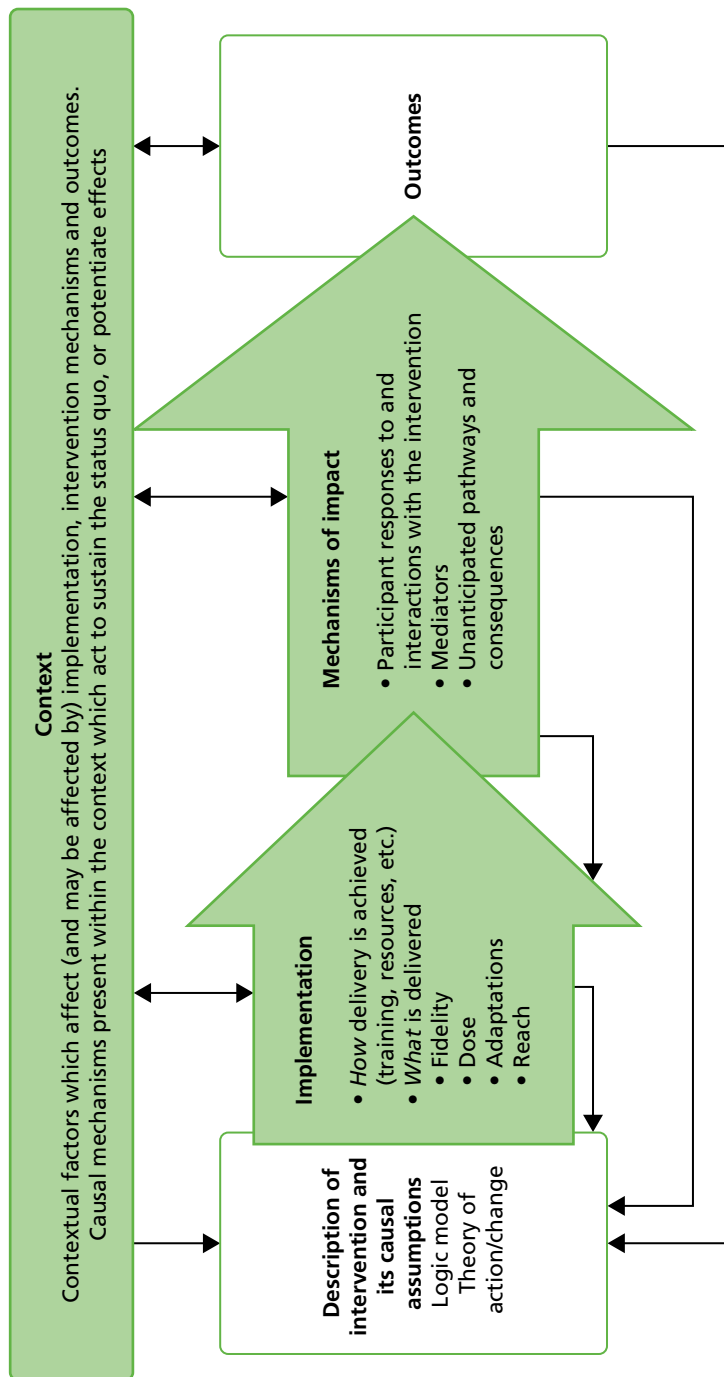 Context
Contextual factors which affect (and may be affected by) implementation, intervention mechanisms and outcomes.
Causal mechanisms present within the context which act to sustain the status quo, or potentiate effects
Description of
intervention and
its causal
assumptions
Logic model
Theory of
action/change
Implementation
• How delivery is achieved
(training, resources, etc.)
• What is delivered
• Fidelity
• Dose
• Adaptations
• Reach
Mechanisms of impact
• Participant responses to and
interactions with the intervention
• Mediators
• Unanticipated pathways and
consequences
Outcomes